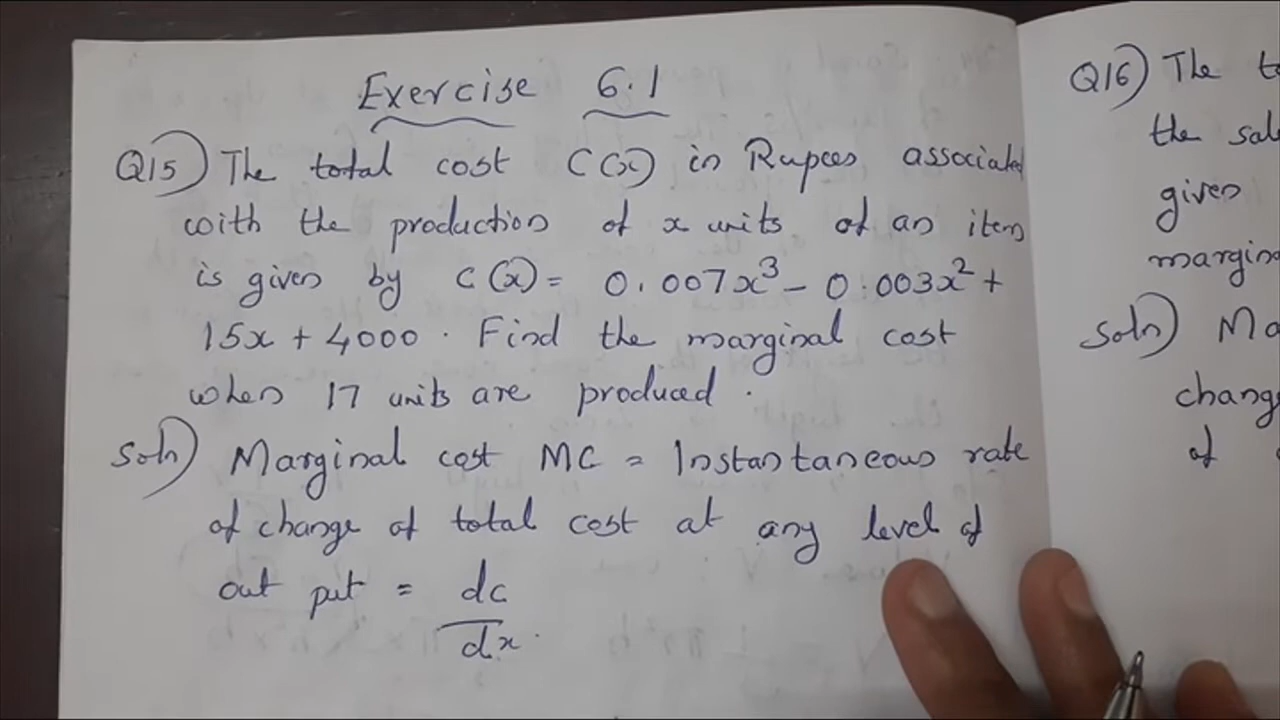 Exercise 6.1
Q15) The total cost C(x) in Rupees associated
with the production of x units of an item
is given by C(x) = 0.007x³ - 0.003x² +
15x + 4000. Find the marginal cost
when 17 units are produced.
Soln) Marginal cost MC = Instantaneous rate
of change of total cost at any level of
out put = dc
dx.
Q16) The
the
given
Soln)
of